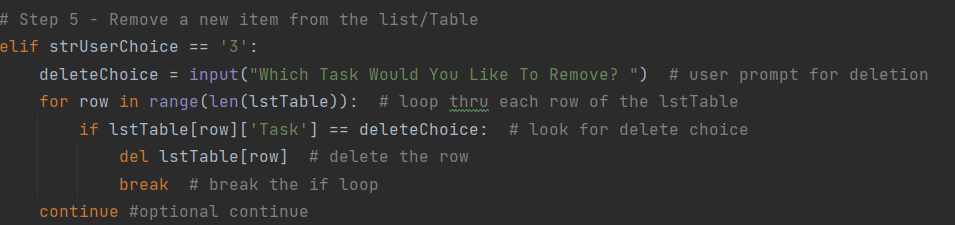 # Step 5 - Remove a new item from the list/Table
elif strUserChoice == '3':
    deleteChoice = input("Which Task Would You Like To Remove? ")  # user prompt for deletion
    for row in range(len(lstTable)):  # loop thru each row of the lstTable
        if lstTable[row]['Task'] == deleteChoice:  # look for delete choice
            del lstTable[row]  # delete the row
            break  # break the if loop
    continue #optional continue